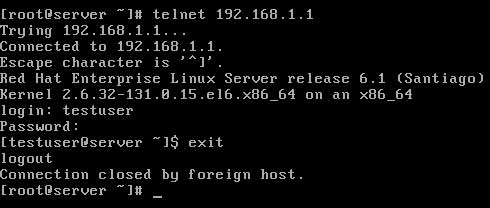 [root@server ~]# telnet 192.168.1.1
Trying 192.168.1.1...
Connected to 192.168.1.1.
Escape character is '^]'.
Red Hat Enterprise Linux Server release 6.1 (Santiago)
Kernel 2.6.32-131.0.15.el6.x86_64 on an x86_64
login: testuser
Password:
[testuser@server ~]$ exit
logout
Connection closed by foreign host.
[root@server ~]# _